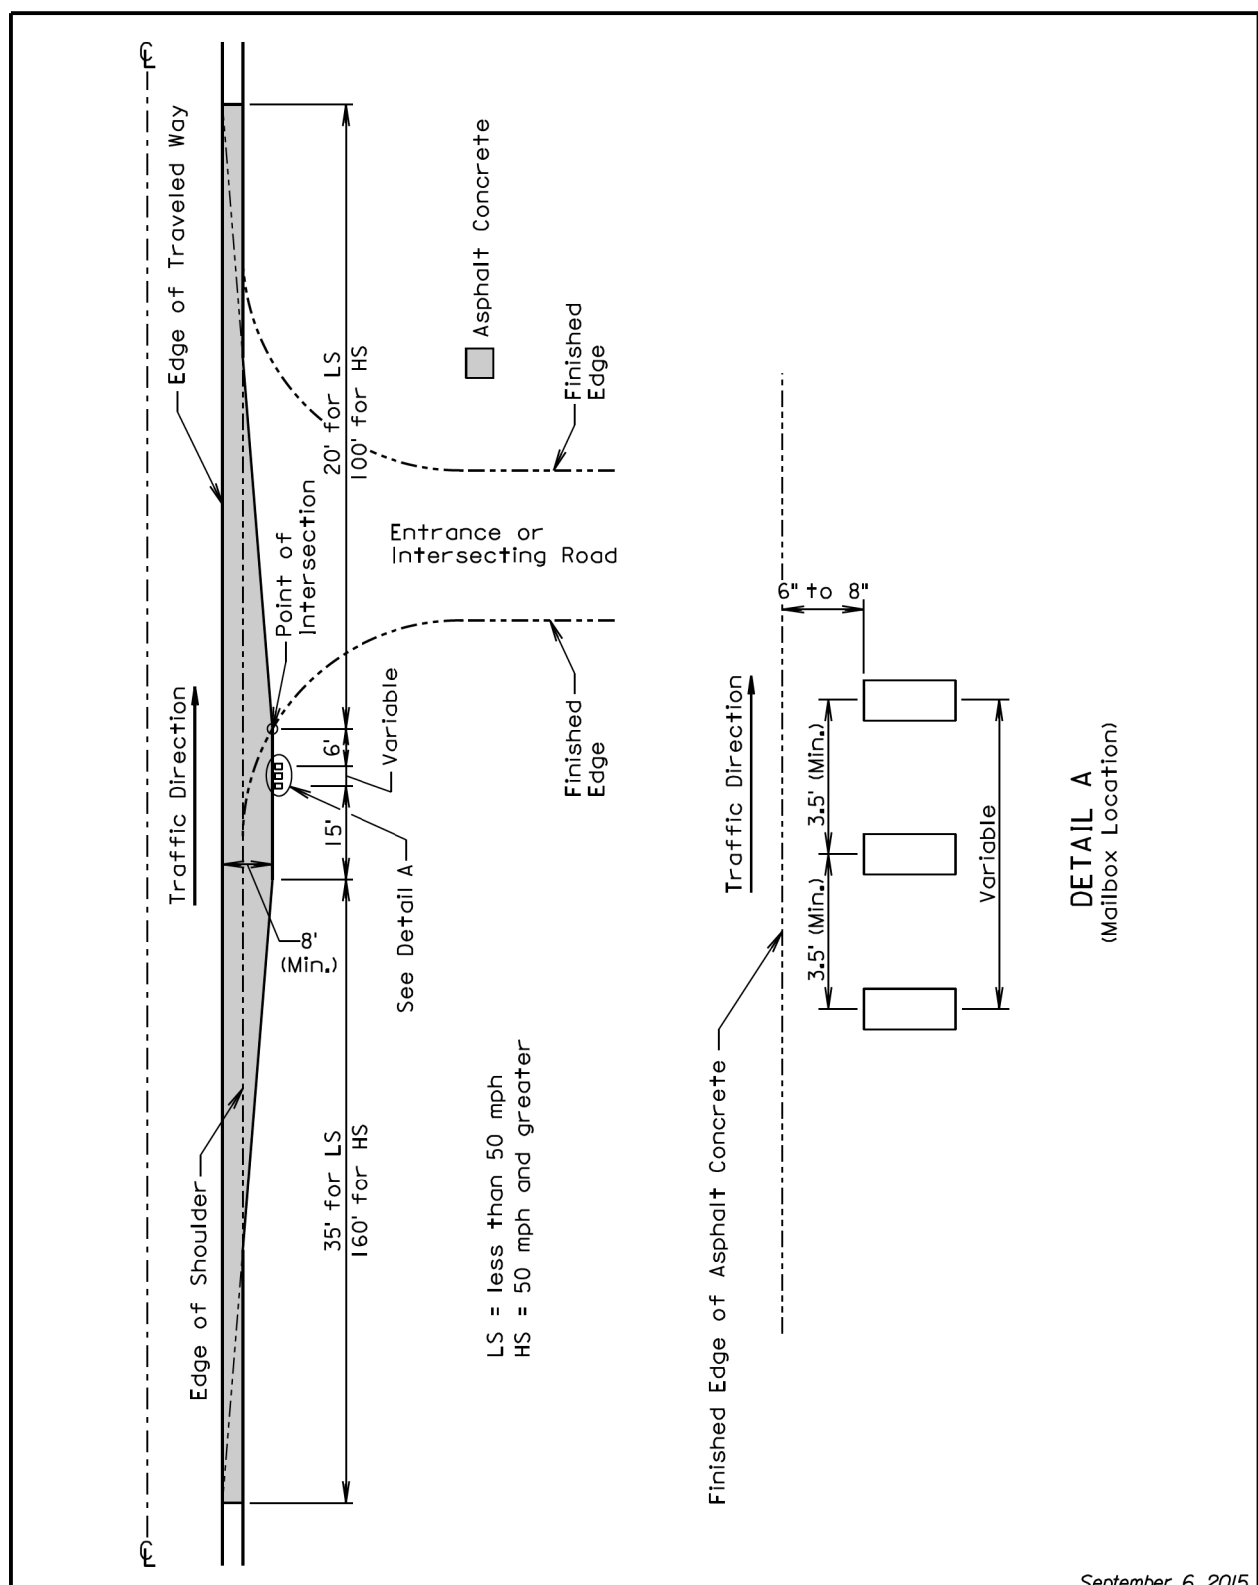 ℄
Edge of Traveled Way
Asphalt Concrete
20' for LS
100' for HS
Finished
Edge
Point of
Intersection
Entrance or
Intersecting Road
Traffic Direction
6'
Variable
15'
Finished
Edge
8'
(Min.)
See Detail A
Edge of Shoulder
35' for LS
160' for HS
LS = less than 50 mph
HS = 50 mph and greater
℄
6" to 8"
Traffic Direction
3.5' (Min.)
3.5' (Min.)
Variable
Finished Edge of Asphalt Concrete
DETAIL A
(Mailbox Location)
September 6, 2015